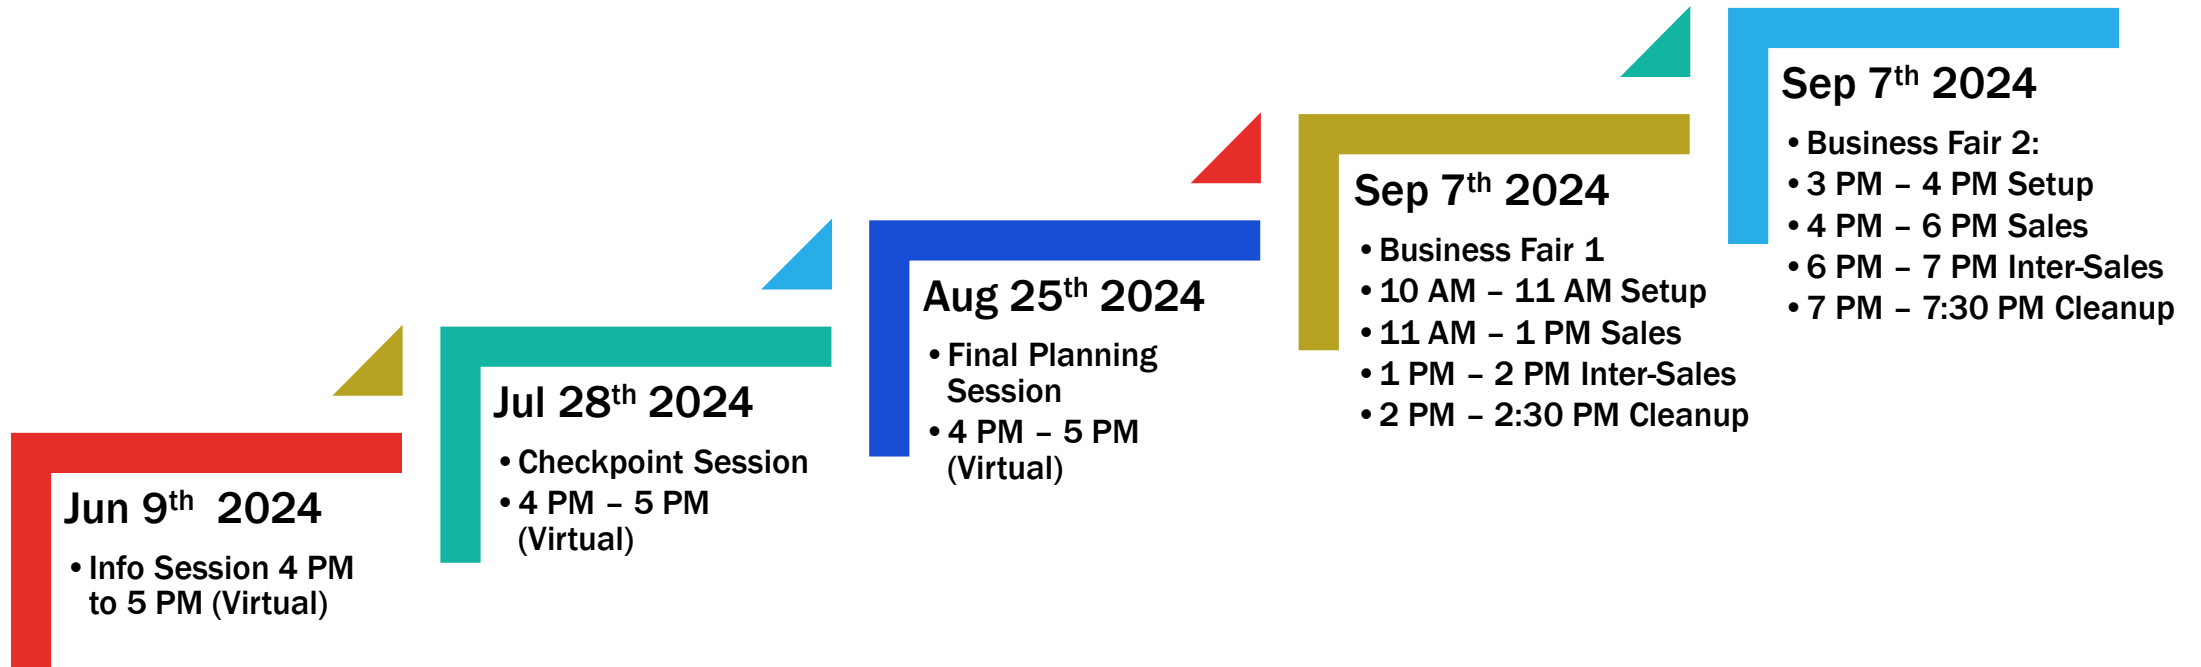 Jun 9th 2024
• Info Session 4 PM
to 5 PM (Virtual)
Jul 28th 2024
• Checkpoint Session
• 4 PM – 5 PM
(Virtual)
Aug 25th 2024
• Final Planning
Session
• 4 PM – 5 PM
(Virtual)
Sep 7th 2024
• Business Fair 1
• 10 AM – 11 AM Setup
• 11 AM – 1 PM Sales
• 1 PM – 2 PM Inter-Sales
• 2 PM – 2:30 PM Cleanup
Sep 7th 2024
• Business Fair 2:
• 3 PM – 4 PM Setup
• 4 PM – 6 PM Sales
• 6 PM – 7 PM Inter-Sales
• 7 PM – 7:30 PM Cleanup